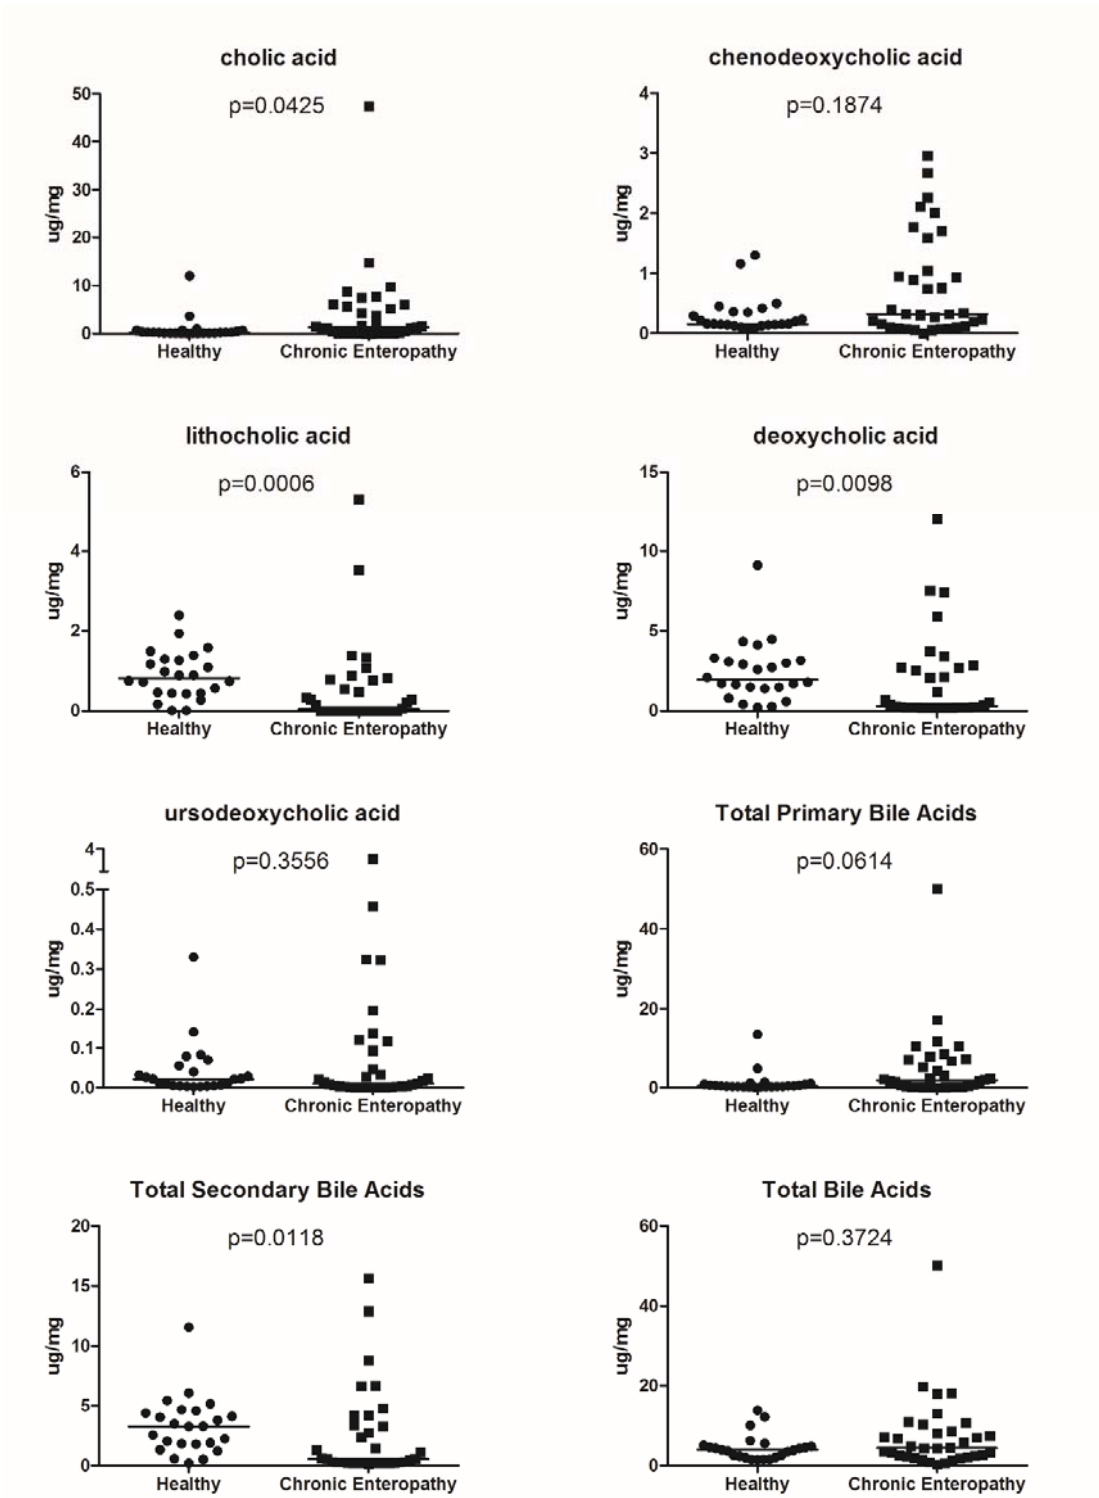 cholic acid
p=0.0425
50
40
30
20
10
0
ug/mg
Healthy
Chronic Enteropathy
chenodeoxycholic acid
p=0.1874
4
3
2
1
0
ug/mg
Healthy
Chronic Enteropathy
lithocholic acid
p=0.0006
6
4
2
0
ug/mg
Healthy
Chronic Enteropathy
deoxycholic acid
p=0.0098
15
10
5
0
ug/mg
Healthy
Chronic Enteropathy
ursodeoxycholic acid
p=0.3556
4
1
0.5
0.4
0.3
0.2
0.1
0.0
ug/mg
Healthy
Chronic Enteropathy
Total Primary Bile Acids
p=0.0614
60
40
20
0
ug/mg
Healthy
Chronic Enteropathy
Total Secondary Bile Acids
p=0.0118
20
15
10
5
0
ug/mg
Healthy
Chronic Enteropathy
Total Bile Acids
p=0.3724
60
40
20
0
ug/mg
Healthy
Chronic Enteropathy